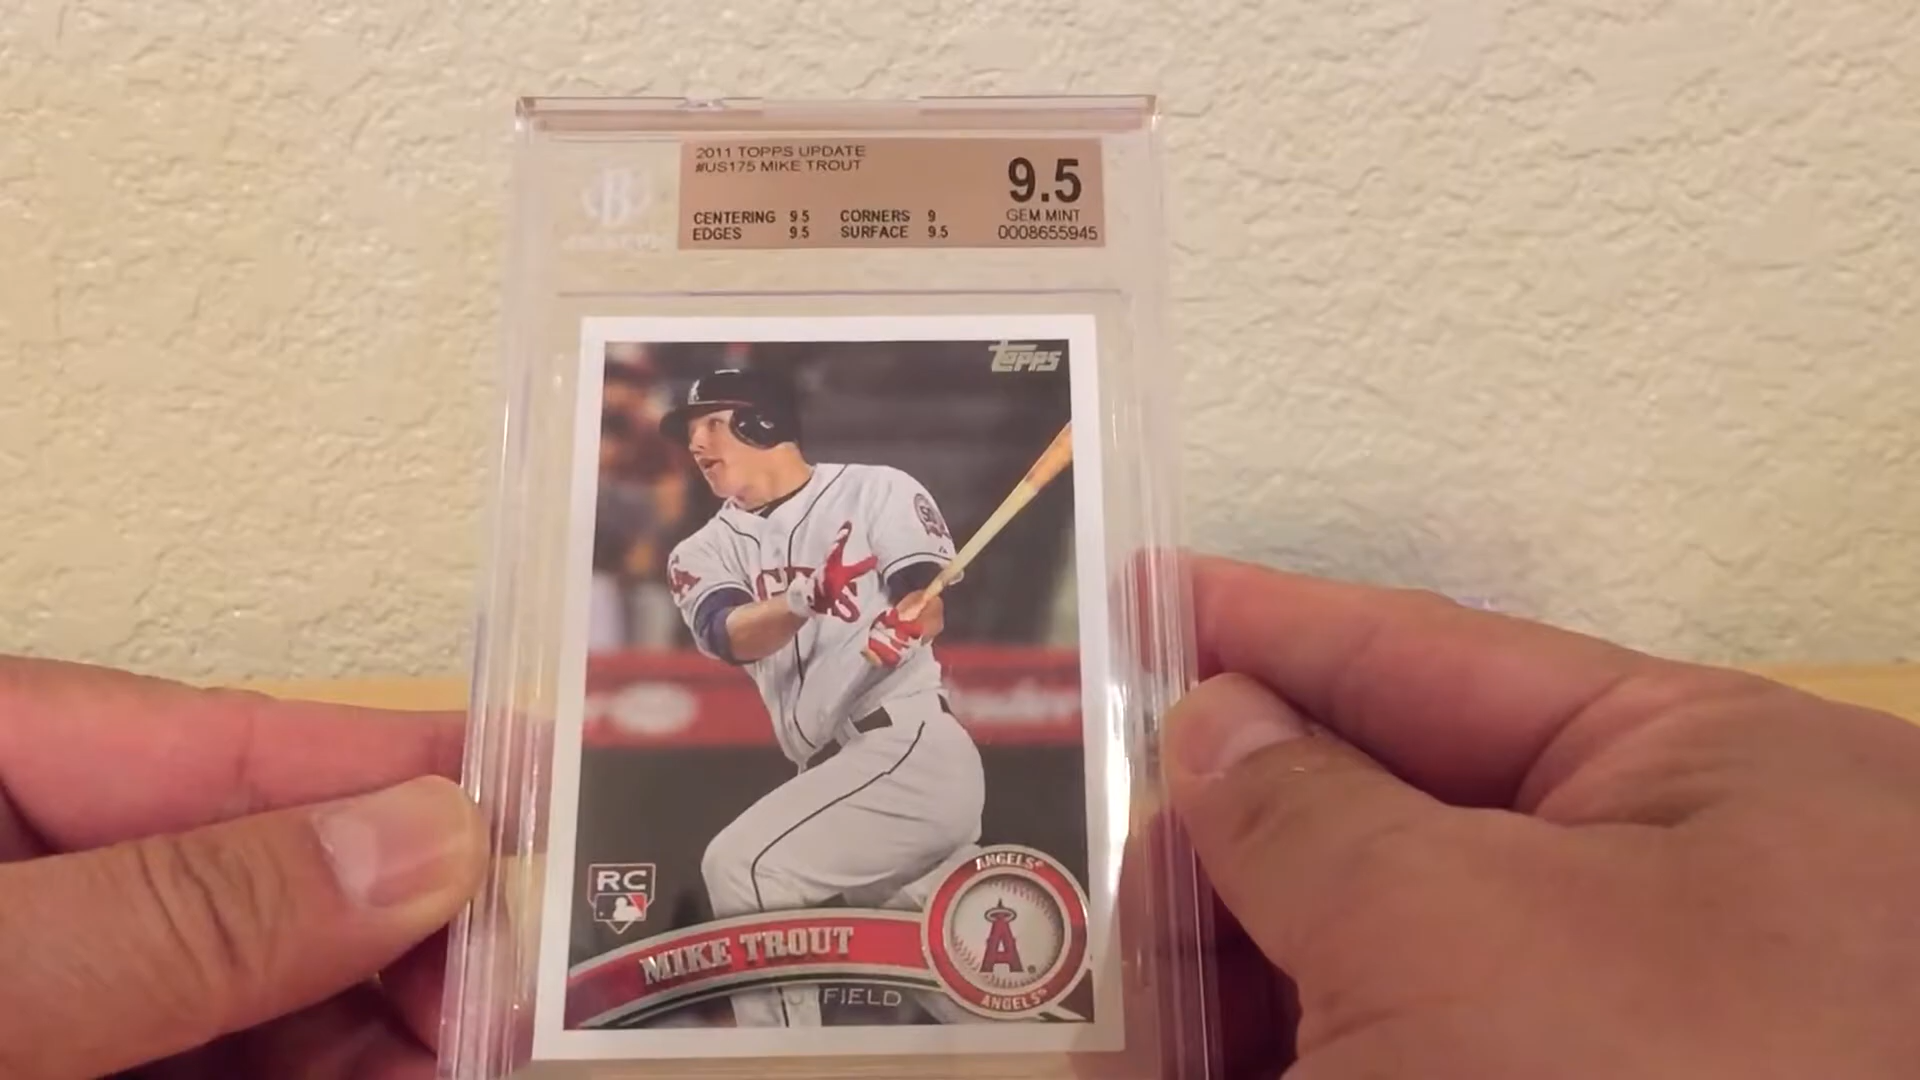 2011 TOPPS UPDATE
#US175 MIKE TROUT
9.5
CENTERING 9.5 CORNERS 9
GEM MINT
EDGES 9.5 SURFACE 9.5
0008655945
Topps
RC
MIKE TROUT
OUTFIELD
ANGELS
A
ANGELS